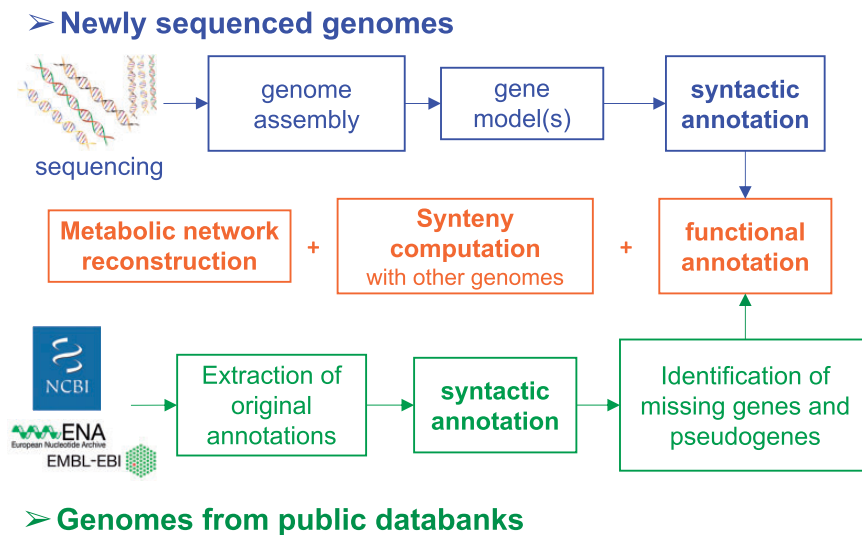 ➢ Newly sequenced genomes
sequencing
genome
assembly
gene
model(s)
syntactic
annotation
Metabolic network
reconstruction
+
Synteny
computation
with other genomes
+
functional
annotation
NCBI
ENA
European Nucleotide Archive
EMBL-EBI
Extraction of
original
annotations
syntactic
annotation
Identification of
missing genes and
pseudogenes
➢ Genomes from public databanks